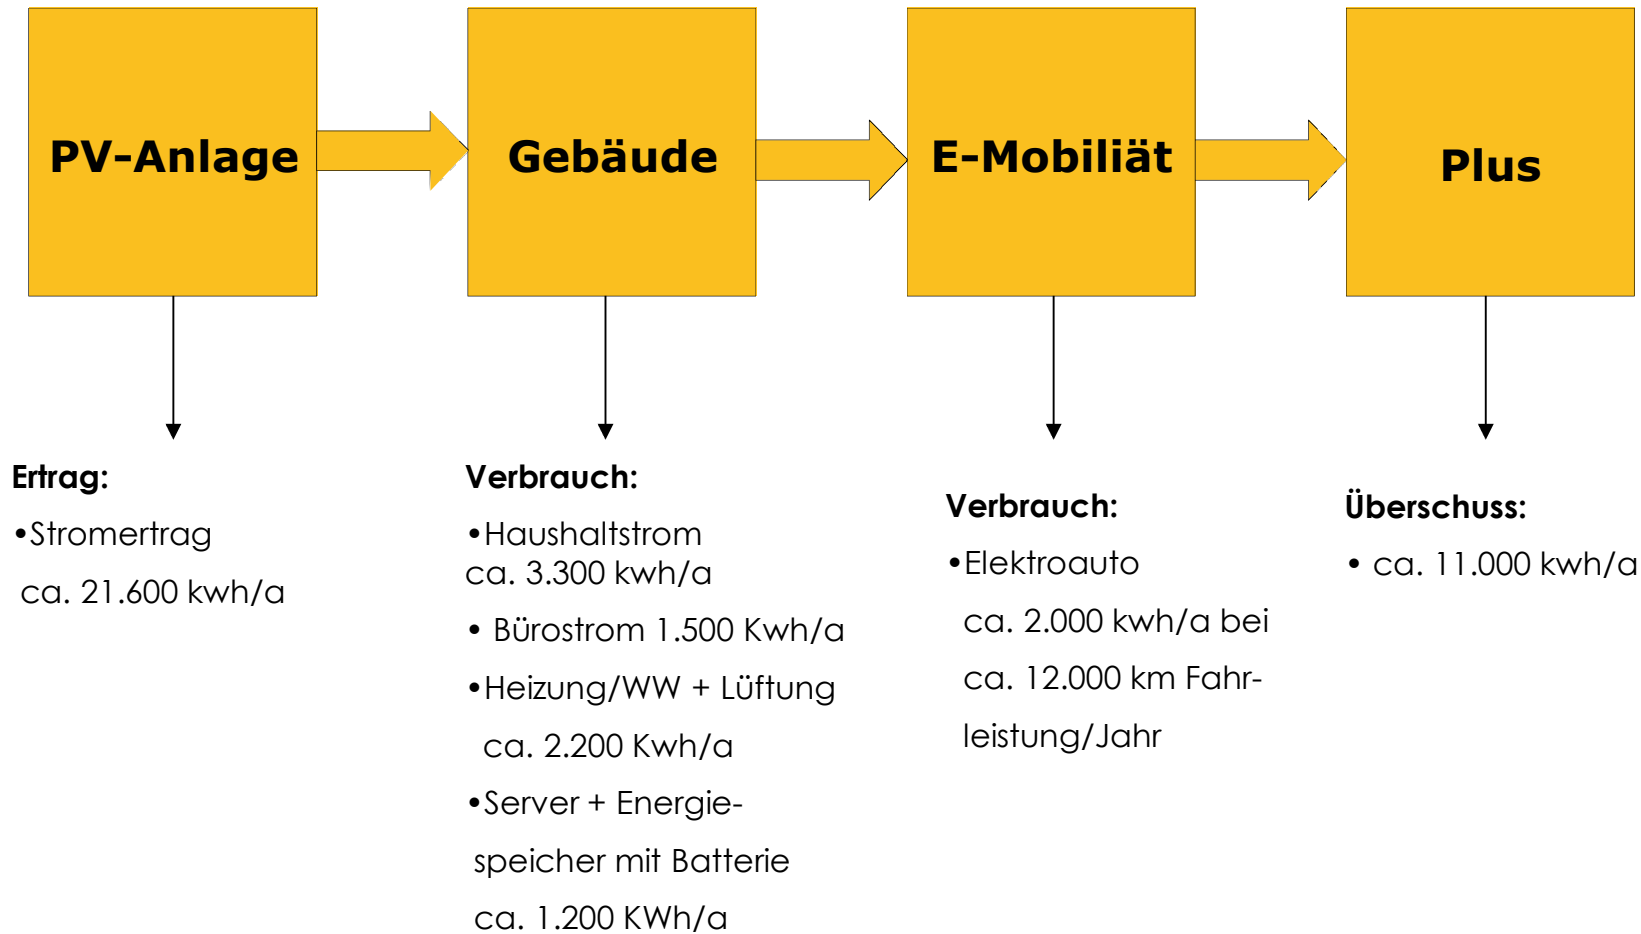 PV-Anlage
Gebäude
E-Mobiliät
Plus
Ertrag:
•Stromertrag
ca. 21.600 kwh/a
Verbrauch:
•Haushaltstrom
ca. 3.300 kwh/a
• Bürostrom 1.500 Kwh/a
•Heizung/WW + Lüftung
ca. 2.200 Kwh/a
•Server + Energie-
speicher mit Batterie
ca. 1.200 KWh/a
Verbrauch:
•Elektroauto
ca. 2.000 kwh/a bei
ca. 12.000 km Fahr-
leistung/Jahr
Überschuss:
• ca. 11.000 kwh/a